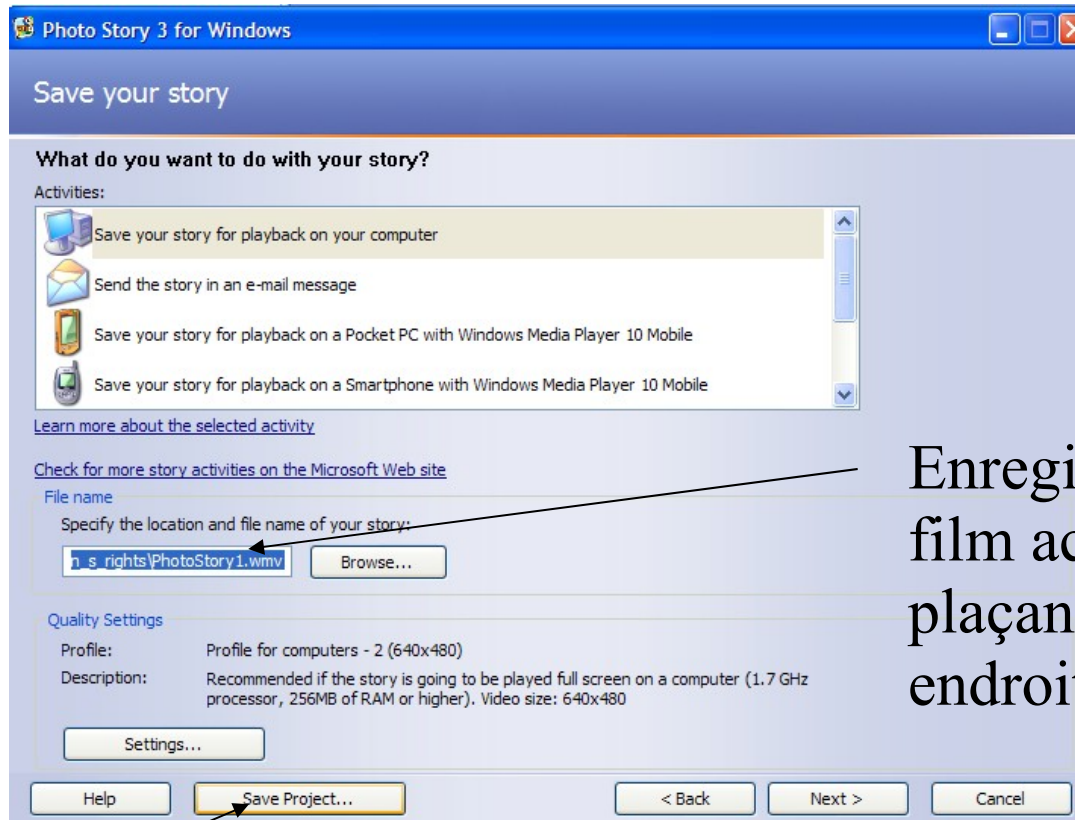 Photo Story 3 for Windows
Save your story
What do you want to do with your story?
Activities:
Save your story for playback on your computer
Send the story in an e-mail message
Save your story for playback on a Pocket PC with Windows Media Player 10 Mobile
Save your story for playback on a Smartphone with Windows Media Player 10 Mobile
Learn more about the selected activity
Check for more story activities on the Microsoft Web site
File name
Specify the location and file name of your story:
n_s_rights\PhotoStory1.wmv
Browse...
Quality Settings
Profile: Profile for computers - 2 (640x480)
Description: Recommended if the story is going to be played full screen on a computer (1.7 GHz
processor, 256MB of RAM or higher). Video size: 640x480
Settings...
Help Save Project... < Back Next > Cancel
film